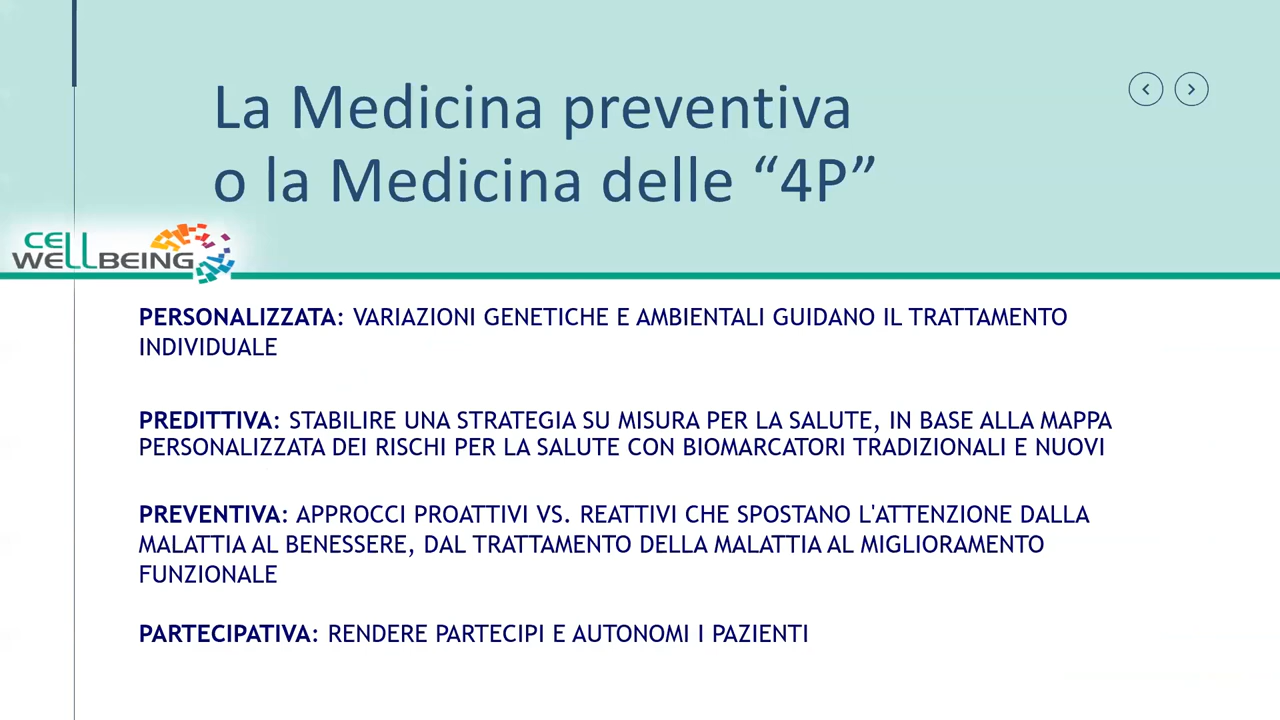 La Medicina preventiva
o la Medicina delle “4P”
CELL
WELLBEING
PERSONALIZZATA: VARIAZIONI GENETICHE E AMBIENTALI GUIDANO IL TRATTAMENTO
INDIVIDUALE
PREDITTIVA: STABILIRE UNA STRATEGIA SU MISURA PER LA SALUTE, IN BASE ALLA MAPPA
PERSONALIZZATA DEI RISCHI PER LA SALUTE CON BIOMARCATORI TRADIZIONALI E NUOVI
PREVENTIVA: APPROCCI PROATTIVI VS. REATTIVI CHE SPOSTANO L'ATTENZIONE DALLA
MALATTIA AL BENESSERE, DAL TRATTAMENTO DELLA MALATTIA AL MIGLIORAMENTO
FUNZIONALE
PARTECIPATIVA: RENDERE PARTECIPI E AUTONOMI I PAZIENTI